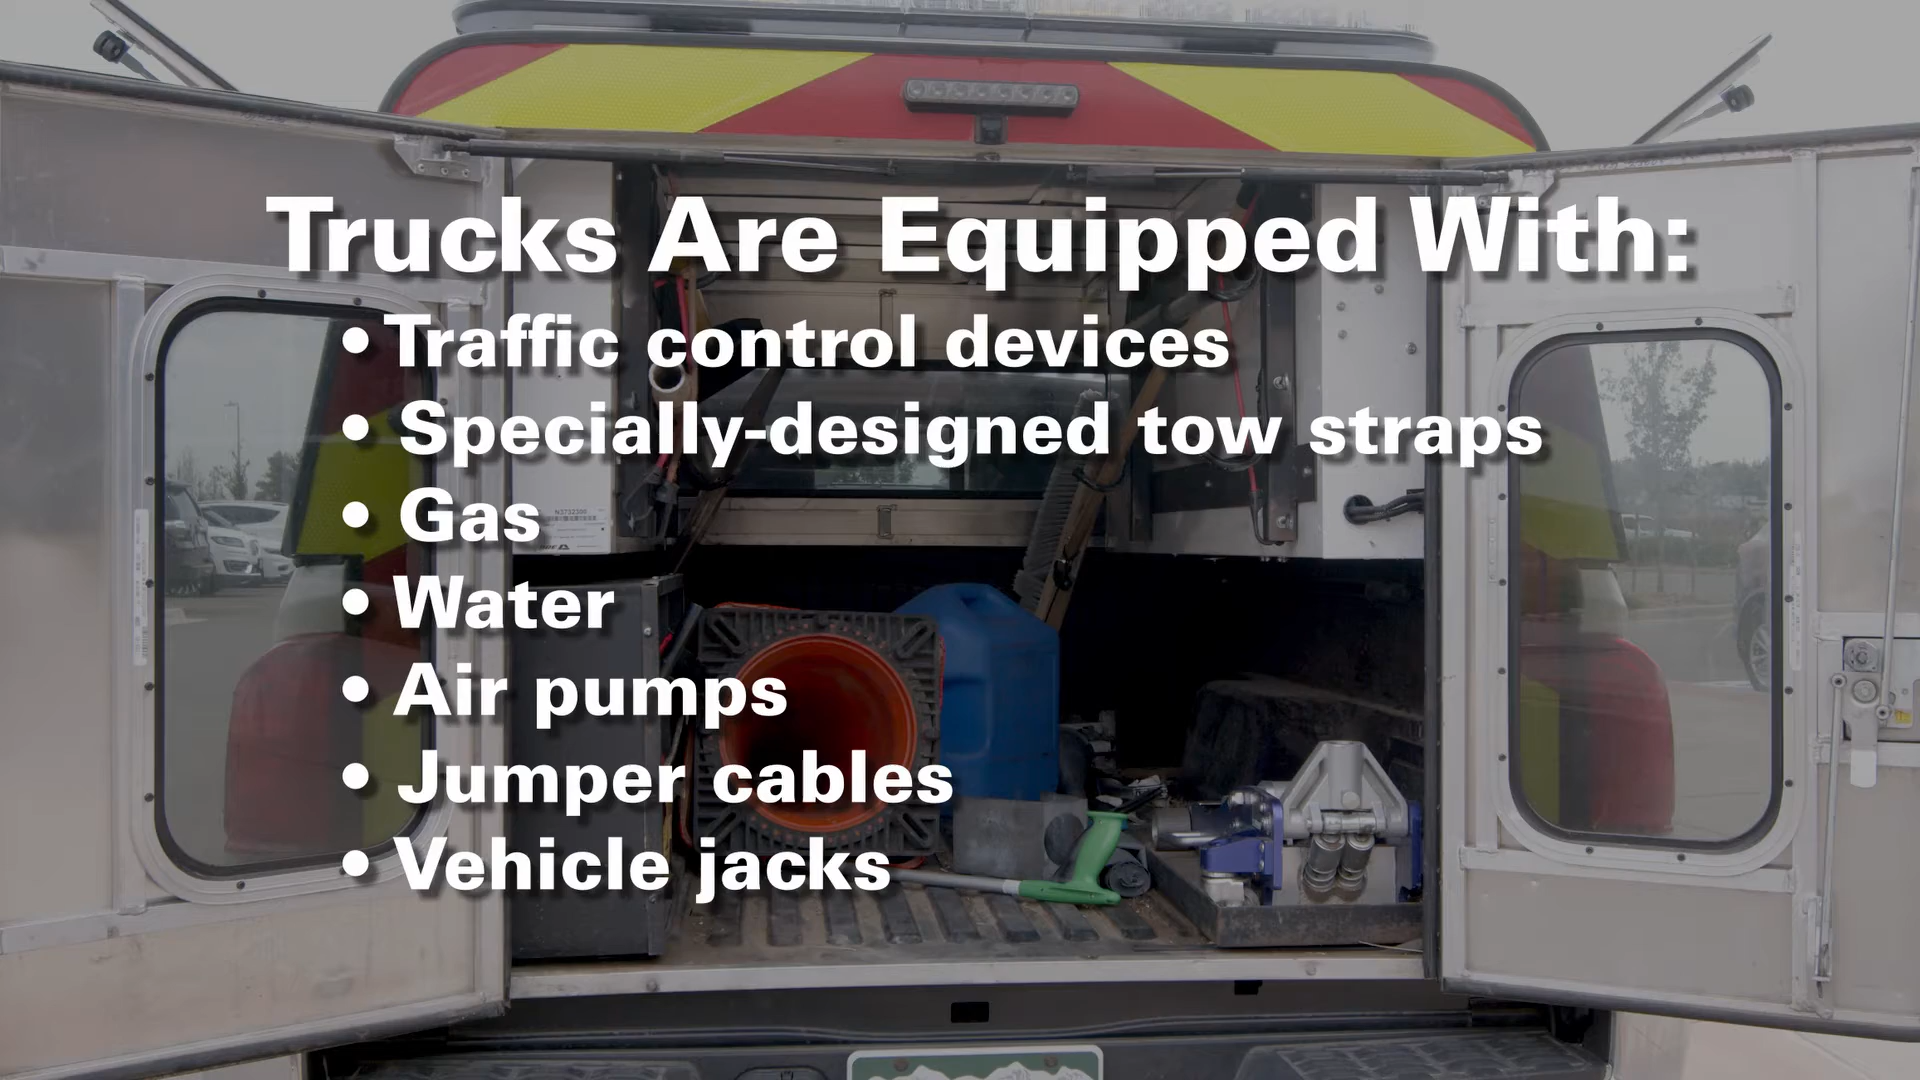 Trucks Are Equipped With:
• Traffic control devices
• Specially-designed tow straps
• Gas
• Water
• Air pumps
• Jumper cables
• Vehicle jacks
N3732300